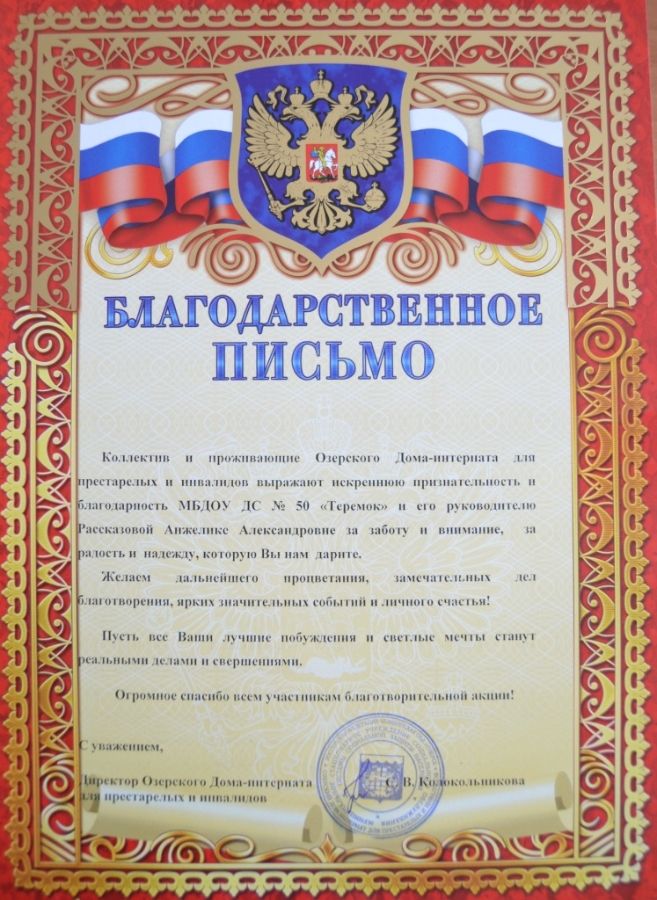 БЛАГОДАРСТВЕННОЕ
ПИСЬМО
Коллектив и проживающие Озерского Дома-интерната для
престарелых и инвалидов выражают искреннюю признательность и
благодарность МБДОУ ДС № 50 «Теремок» и его руководителю
Рассказовой Анжелике Александровне за заботу и внимание, за
радость и надежду, которую Вы нам дарите.
Желаем дальнейшего процветания, замечательных дел
благотворения, ярких значительных событий и личного счастья!
Пусть все Ваши лучшие побуждения и светлые мечты станут
реальными делами и свершениями.
Огромное спасибо всем участникам благотворительной акции!
С уважением,
Директор Озерского Дома-интерната С. В. Колокольникова
для престарелых и инвалидов